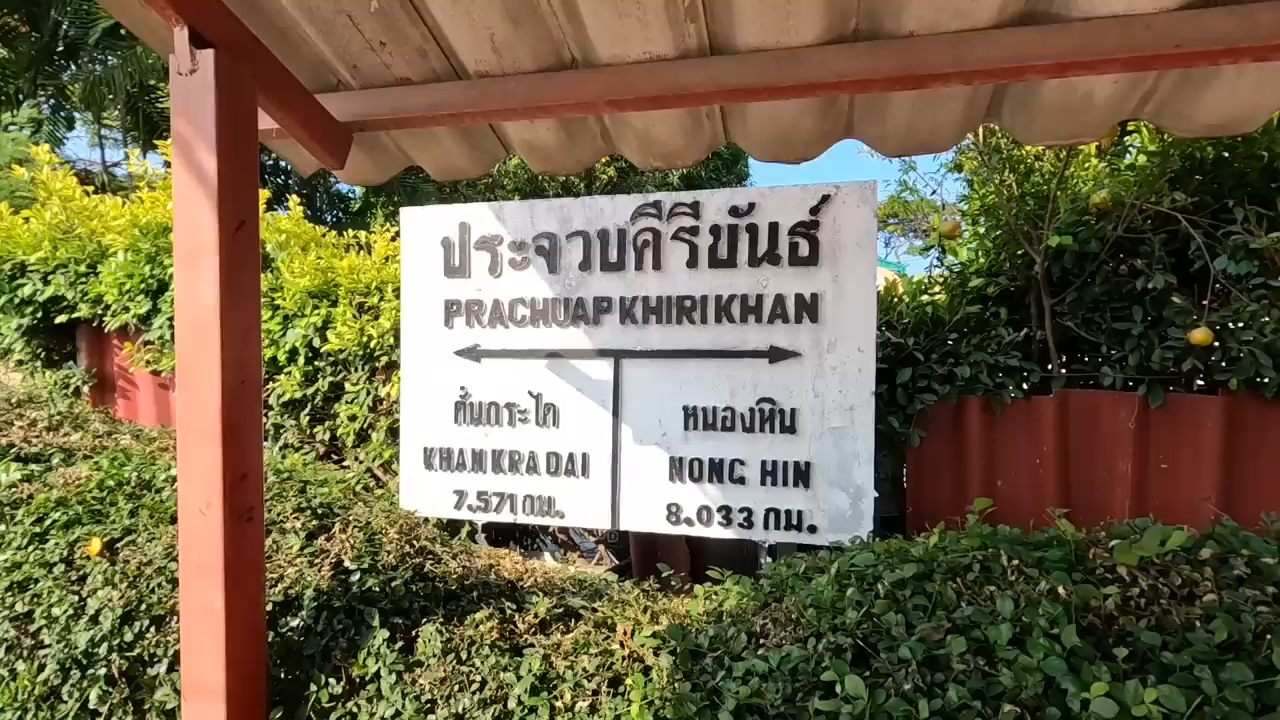 ประจวบคีรีขันธ์
PRACHUAP KHIRI KHAN
คั่นกระได
KHAN KRA DAI
7.571 กม.
หนองหิน
NONG HIN
8.033 กม.